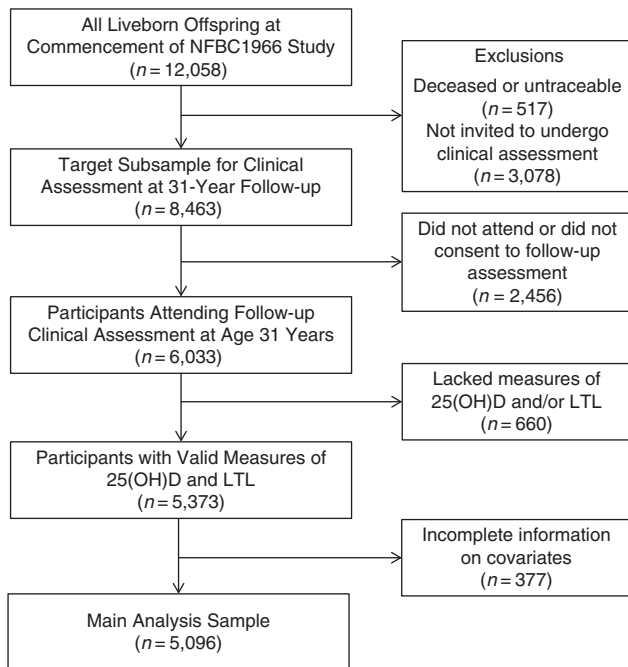 All Liveborn Offspring at
Commencement of NFBC1966 Study
(n = 12,058)
Exclusions
Deceased or untraceable
(n = 517)
Not invited to undergo
clinical assessment
(n = 3,078)
Target Subsample for Clinical
Assessment at 31-Year Follow-up
(n = 8,463)
Did not attend or did not
consent to follow-up
assessment
(n = 2,456)
Participants Attending Follow-up
Clinical Assessment at Age 31 Years
(n = 6,033)
Lacked measures of
25(OH)D and/or LTL
(n = 660)
Participants with Valid Measures of
25(OH)D and LTL
(n = 5,373)
Incomplete information
on covariates
(n = 377)
Main Analysis Sample
(n = 5,096)